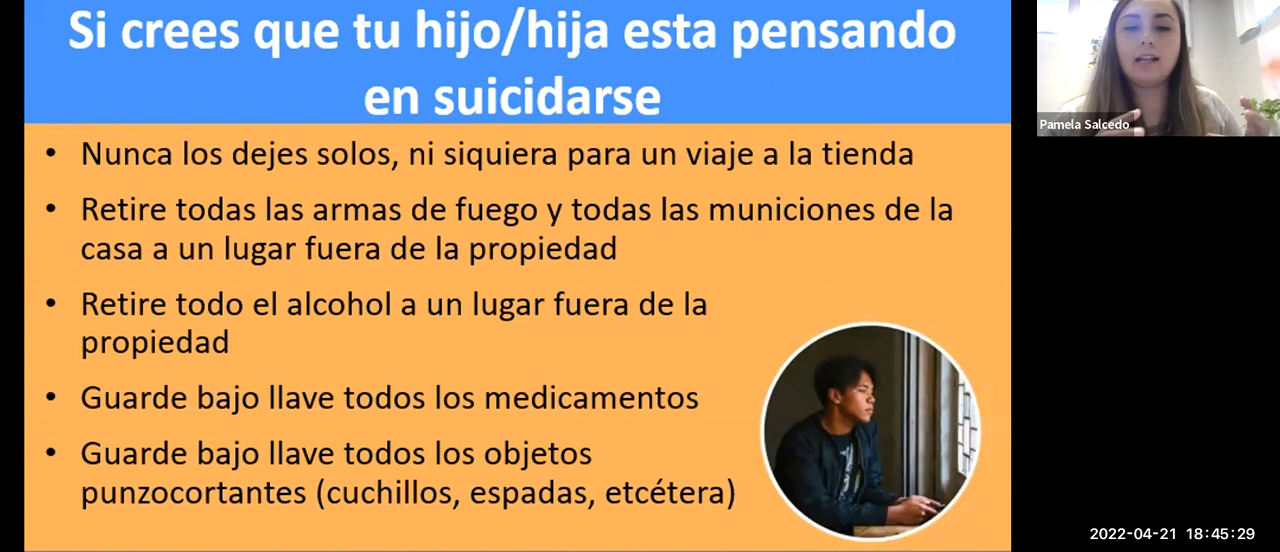 Si crees que tu hijo/hija esta pensando
en suicidarse
• Nunca los dejes solos, ni siquiera para un viaje a la tienda
• Retire todas las armas de fuego y todas las municiones de la
casa a un lugar fuera de la propiedad
• Retire todo el alcohol a un lugar fuera de la
propiedad
• Guarde bajo llave todos los medicamentos
• Guarde bajo llave todos los objetos
punzocortantes (cuchillos, espadas, etcétera)
Pamela Salcedo
2022-04-21 18:45:29